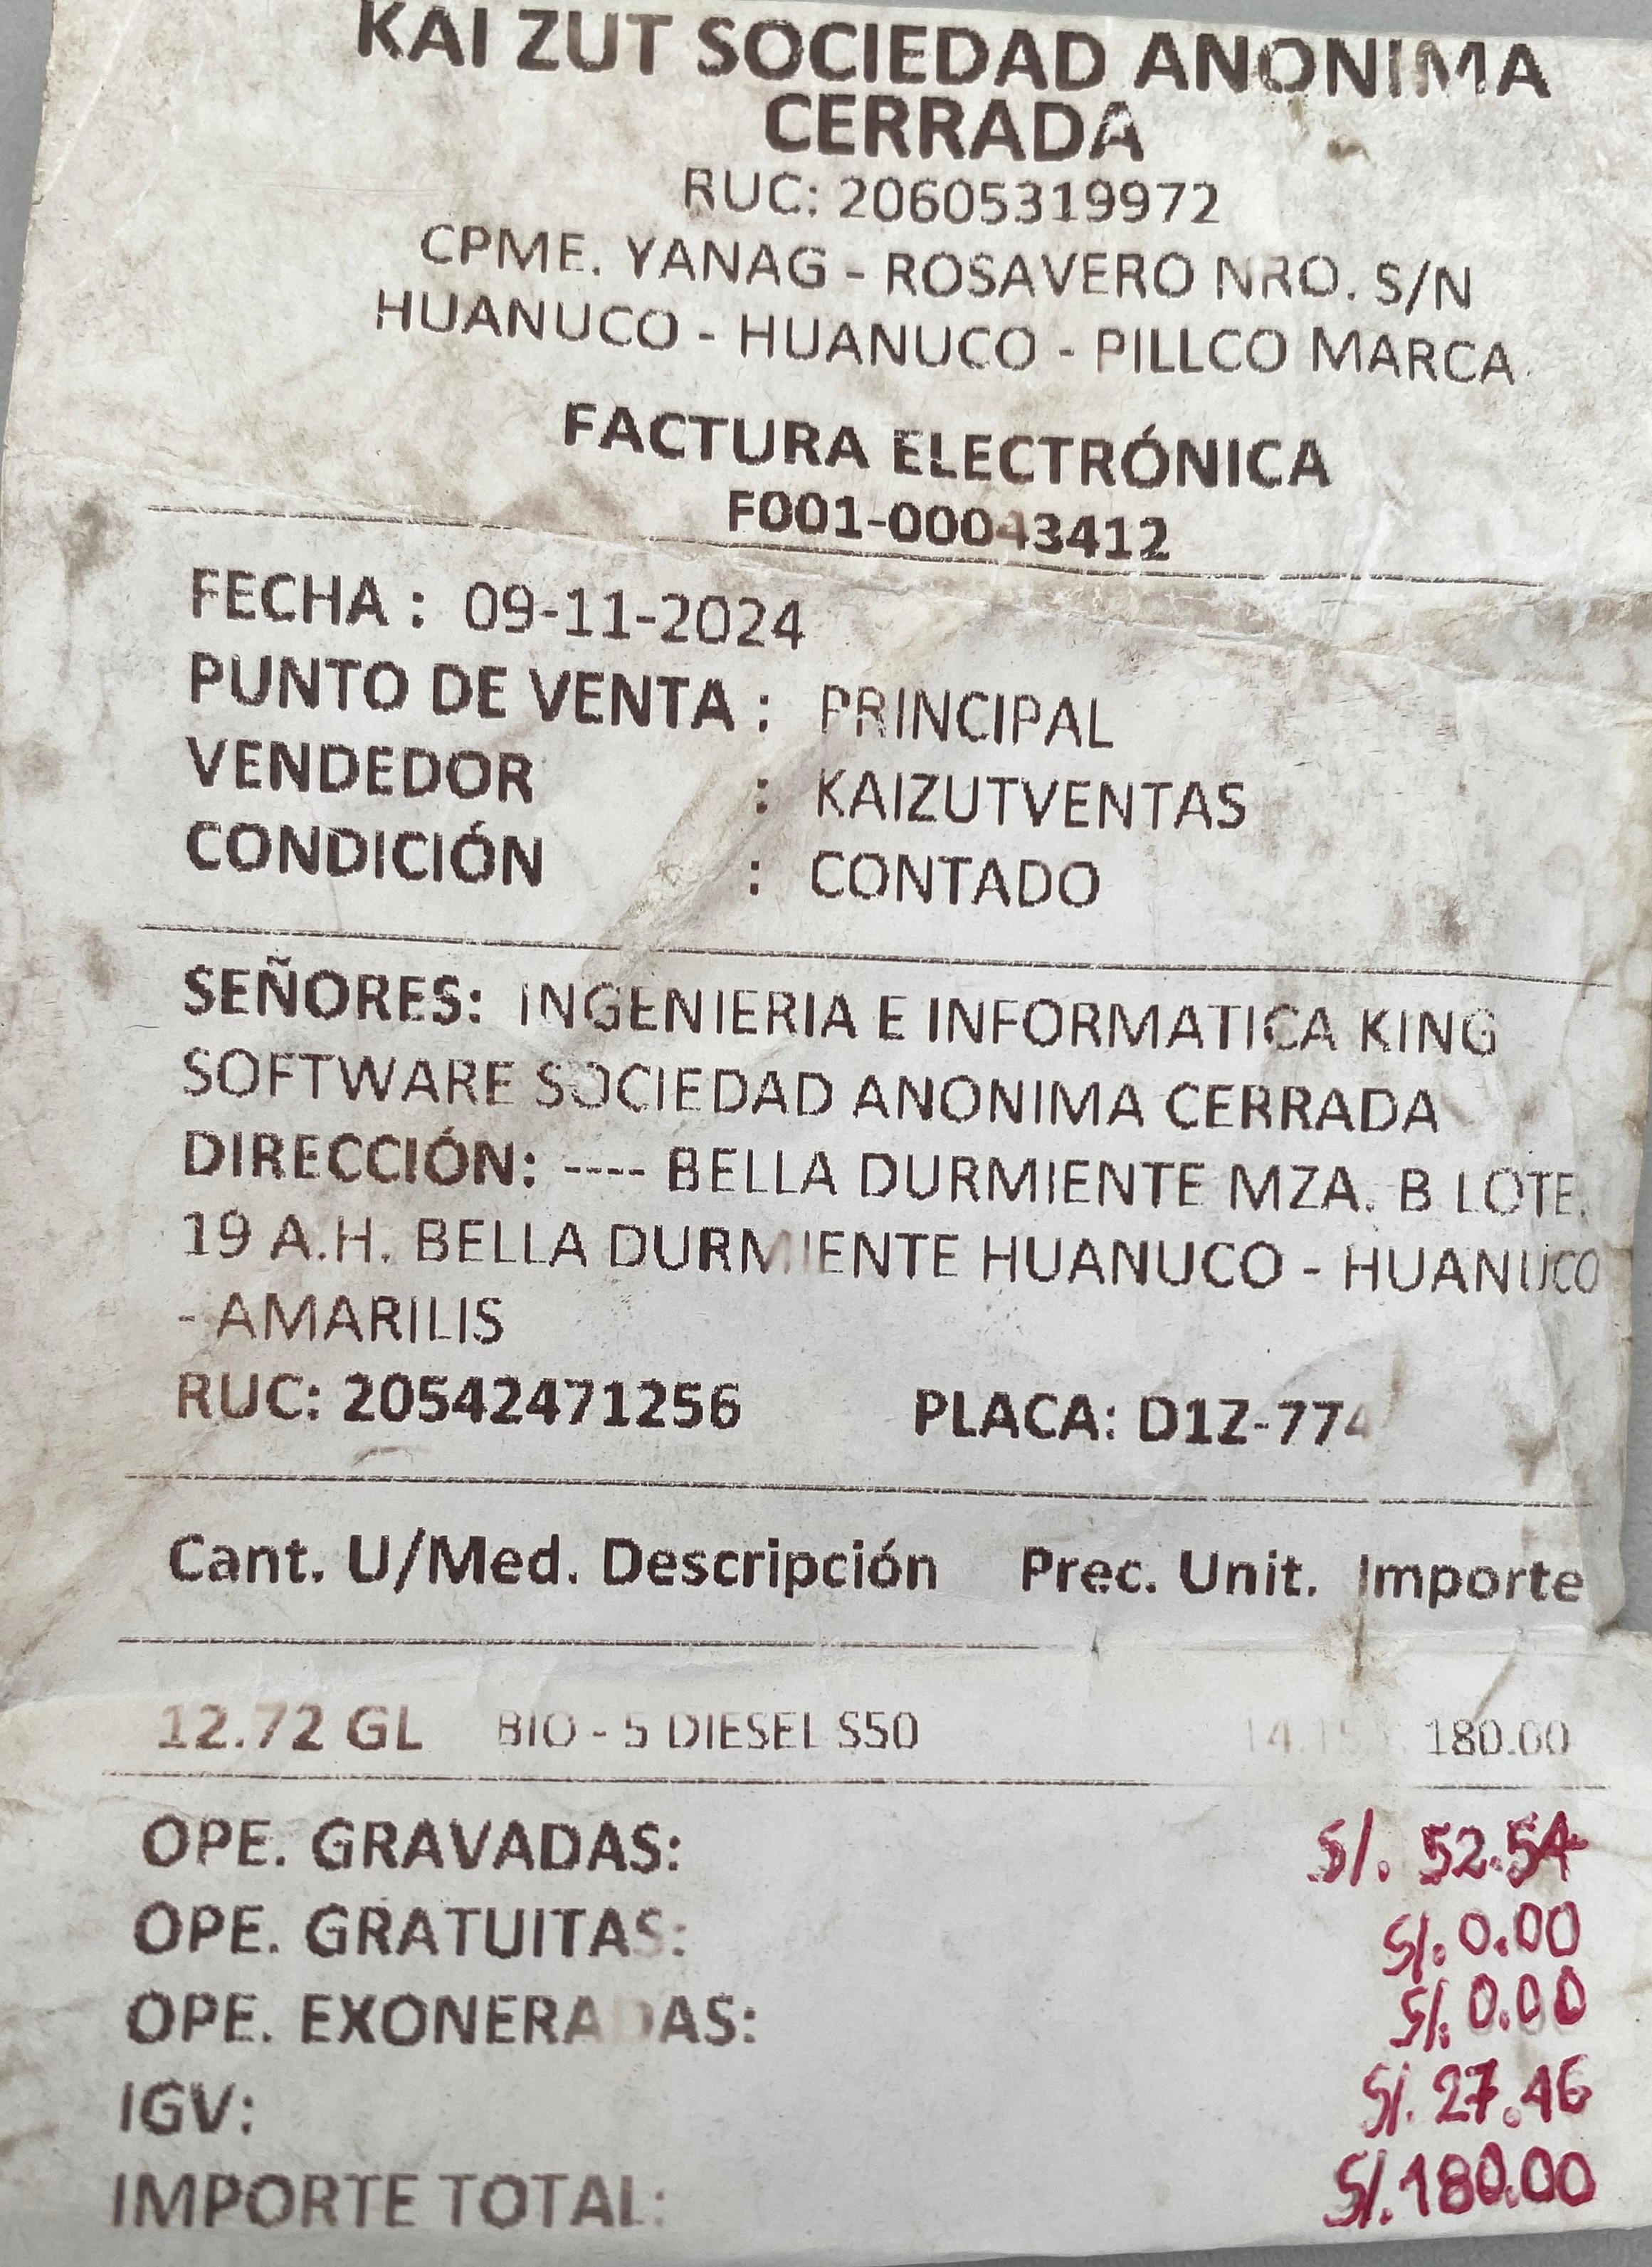 KAI ZUT SOCIEDAD ANONIMA
CERRADA
RUC: 20605319972
CPME. YANAG - ROSAVERO NRO. S/N
HUANUCO - HUANUCO - PILLCO MARCA
FACTURA ELECTRÓNICA
F001-00043412
FECHA : 09-11-2024
PUNTO DE VENTA : PRINCIPAL
VENDEDOR : KAIZUTVENTAS
CONDICIÓN : CONTADO
SEÑORES: INGENIERIA E INFORMATICA KING
SOFTWARE SOCIEDAD ANONIMA CERRADA
DIRECCIÓN: ---- BELLA DURMIENTE MZA. B LOTE.
19 A.H. BELLA DURMIENTE HUANUCO - HUANUCO
- AMARILIS
RUC: 20542471256 PLACA: D1Z-774
Cant. U/Med. Descripción Prec. Unit. Importe
12.72 GL BIO - 5 DIESEL S50 180.00
OPE. GRAVADAS: S/. 52.54
OPE. GRATUITAS: S/. 0.00
OPE. EXONERADAS: S/. 0.00
IGV: S/. 27.46
IMPORTE TOTAL: S/. 180.00